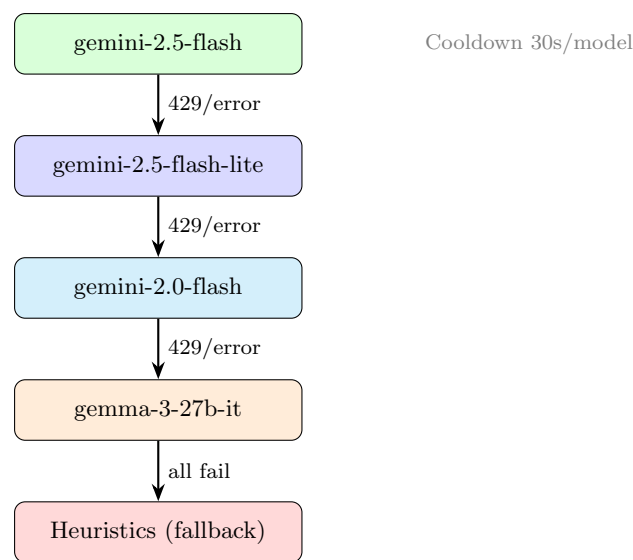 gemini-2.5-flash
Cooldown 30s/model
429/error
gemini-2.5-flash-lite
429/error
gemini-2.0-flash
429/error
gemma-3-27b-it
all fail
Heuristics (fallback)